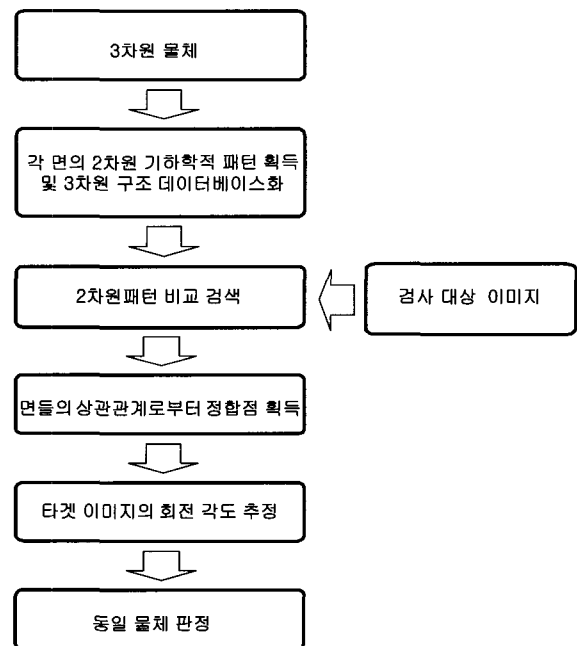 3차원 물체
각 면의 2차원 기하학적 패턴 획득
및 3차원 구조 데이터베이스화
2차원패턴 비교 검색
검사 대상 이미지
면들의 상관관계로부터 정합점 획득
타겟 이미지의 회전 각도 추정
동일 물체 판정